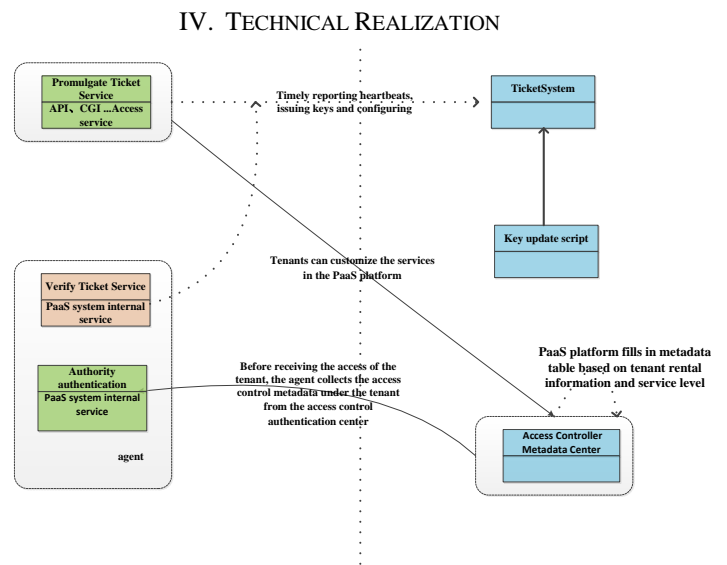 IV. TECHNICAL REALIZATION
Promulgate Ticket
Service
API、CGI ...Access
service
Timely reporting heartbeats,
issuing keys and configuring
TicketSystem
Key update script
Tenants can customize the services
in the PaaS platform
Verify Ticket Service
PaaS system internal
service
Authority
authentication
PaaS system internal
service
agent
Before receiving the access of the
tenant, the agent collects the access
control metadata under the tenant
from the access control
authentication center
PaaS platform fills in metadata
table based on tenant rental
information and service level
Access Controller
Metadata Center